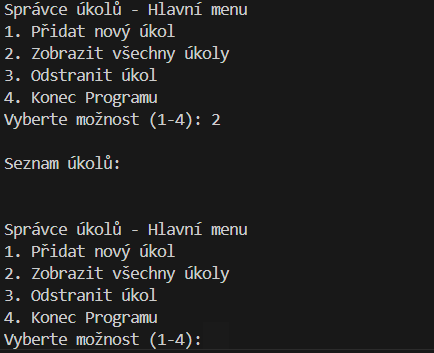 Správce úkolů - Hlavní menu
1. Přidat nový úkol
2. Zobrazit všechny úkoly
3. Odstranit úkol
4. Konec Programu
Vyberte možnost (1-4): 2
Seznam úkolů:
Správce úkolů - Hlavní menu
1. Přidat nový úkol
2. Zobrazit všechny úkoly
3. Odstranit úkol
4. Konec Programu
Vyberte možnost (1-4):